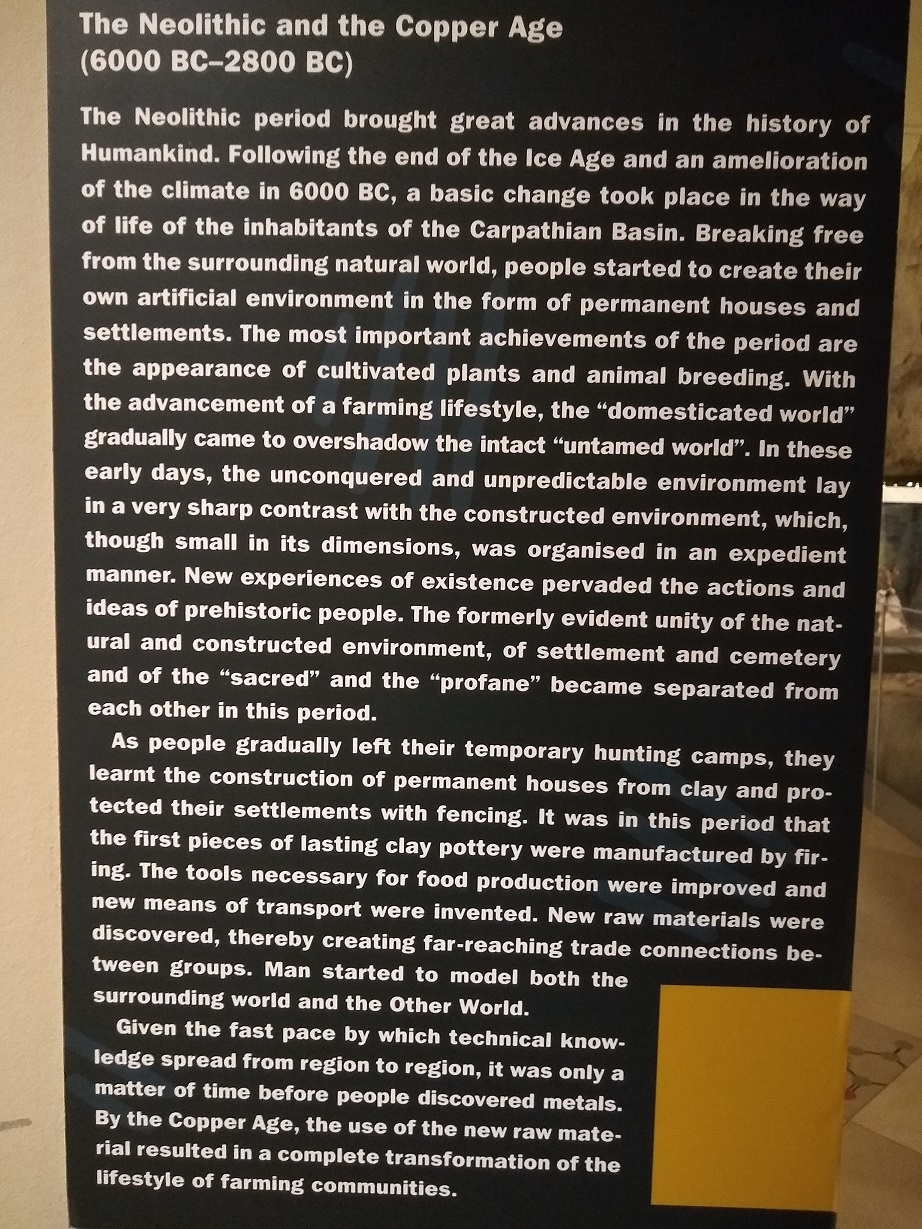 The Neolithic and the Copper Age
(6000 BC–2800 BC)
The Neolithic period brought great advances in the history of
Humankind. Following the end of the Ice Age and an amelioration
of the climate in 6000 BC, a basic change took place in the way
of life of the inhabitants of the Carpathian Basin. Breaking free
from the surrounding natural world, people started to create their
own artificial environment in the form of permanent houses and
settlements. The most important achievements of the period are
the appearance of cultivated plants and animal breeding. With
the advancement of a farming lifestyle, the “domesticated world”
gradually came to overshadow the intact “untamed world”. In these
early days, the unconquered and unpredictable environment lay
in a very sharp contrast with the constructed environment, which,
though small in its dimensions, was organised in an expedient
manner. New experiences of existence pervaded the actions and
ideas of prehistoric people. The formerly evident unity of the nat-
ural and constructed environment, of settlement and cemetery
and of the “sacred” and the “profane” became separated from
each other in this period.
As people gradually left their temporary hunting camps, they
learnt the construction of permanent houses from clay and pro-
tected their settlements with fencing. It was in this period that
the first pieces of lasting clay pottery were manufactured by fir-
ing. The tools necessary for food production were improved and
new means of transport were invented. New raw materials were
discovered, thereby creating far-reaching trade connections be-
tween groups. Man started to model both the
surrounding world and the Other World.
Given the fast pace by which technical know-
ledge spread from region to region, it was only a
matter of time before people discovered metals.
By the Copper Age, the use of the new raw mate-
rial resulted in a complete transformation of the
lifestyle of farming communities.